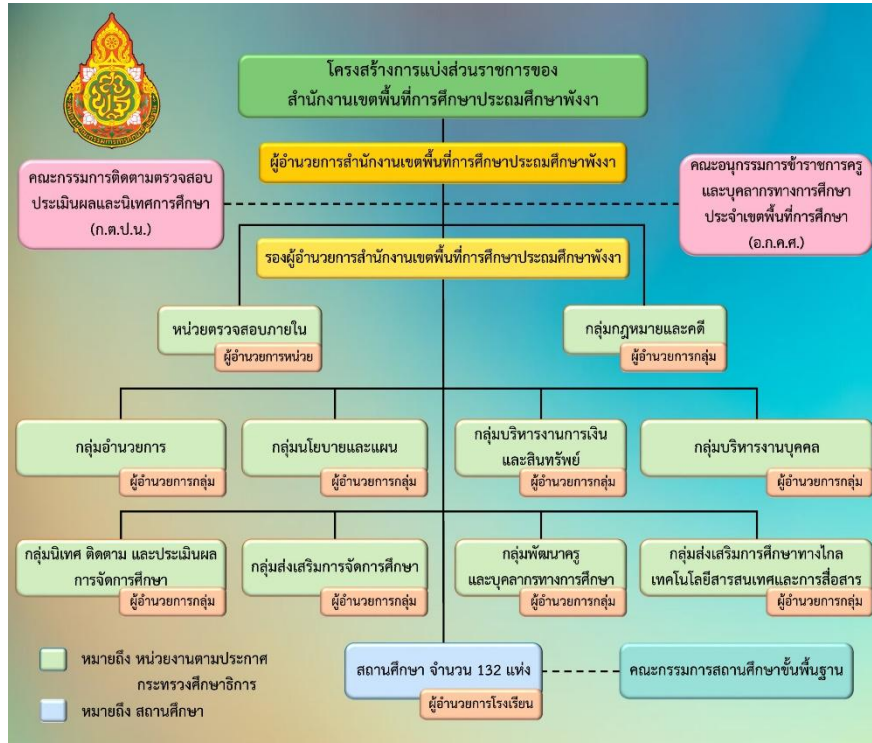 โครงสร้างการแบ่งส่วนราชการของ
สำนักงานเขตพื้นที่การศึกษาประถมศึกษาพังงา
ผู้อำนวยการสำนักงานเขตพื้นที่การศึกษาประถมศึกษาพังงา
คณะกรรมการติดตามตรวจสอบ
ประเมินผลและนิเทศการศึกษา
(ก.ต.ป.น.)
คณะอนุกรรมการข้าราชการครู
และบุคลากรทางการศึกษา
ประจำเขตพื้นที่การศึกษา
(อ.ก.ค.ศ.)
รองผู้อำนวยการสำนักงานเขตพื้นที่การศึกษาประถมศึกษาพังงา
หน่วยตรวจสอบภายใน
ผู้อำนวยการหน่วย
กลุ่มกฎหมายและคดี
ผู้อำนวยการกลุ่ม
กลุ่มอำนวยการ
ผู้อำนวยการกลุ่ม
กลุ่มนโยบายและแผน
ผู้อำนวยการกลุ่ม
กลุ่มบริหารงานการเงิน
และสินทรัพย์
ผู้อำนวยการกลุ่ม
กลุ่มบริหารงานบุคคล
ผู้อำนวยการกลุ่ม
กลุ่มนิเทศ ติดตาม และประเมินผล
การจัดการศึกษา
ผู้อำนวยการกลุ่ม
กลุ่มส่งเสริมการจัดการศึกษา
ผู้อำนวยการกลุ่ม
กลุ่มพัฒนาครู
และบุคลากรทางการศึกษา
ผู้อำนวยการกลุ่ม
กลุ่มส่งเสริมการศึกษาทางไกล
เทคโนโลยีสารสนเทศและการสื่อสาร
ผู้อำนวยการกลุ่ม
หมายถึง หน่วยงานตามประกาศ
กระทรวงศึกษาธิการ
หมายถึง สถานศึกษา
สถานศึกษา จำนวน 132 แห่ง
ผู้อำนวยการโรงเรียน
คณะกรรมการสถานศึกษาขั้นพื้นฐาน